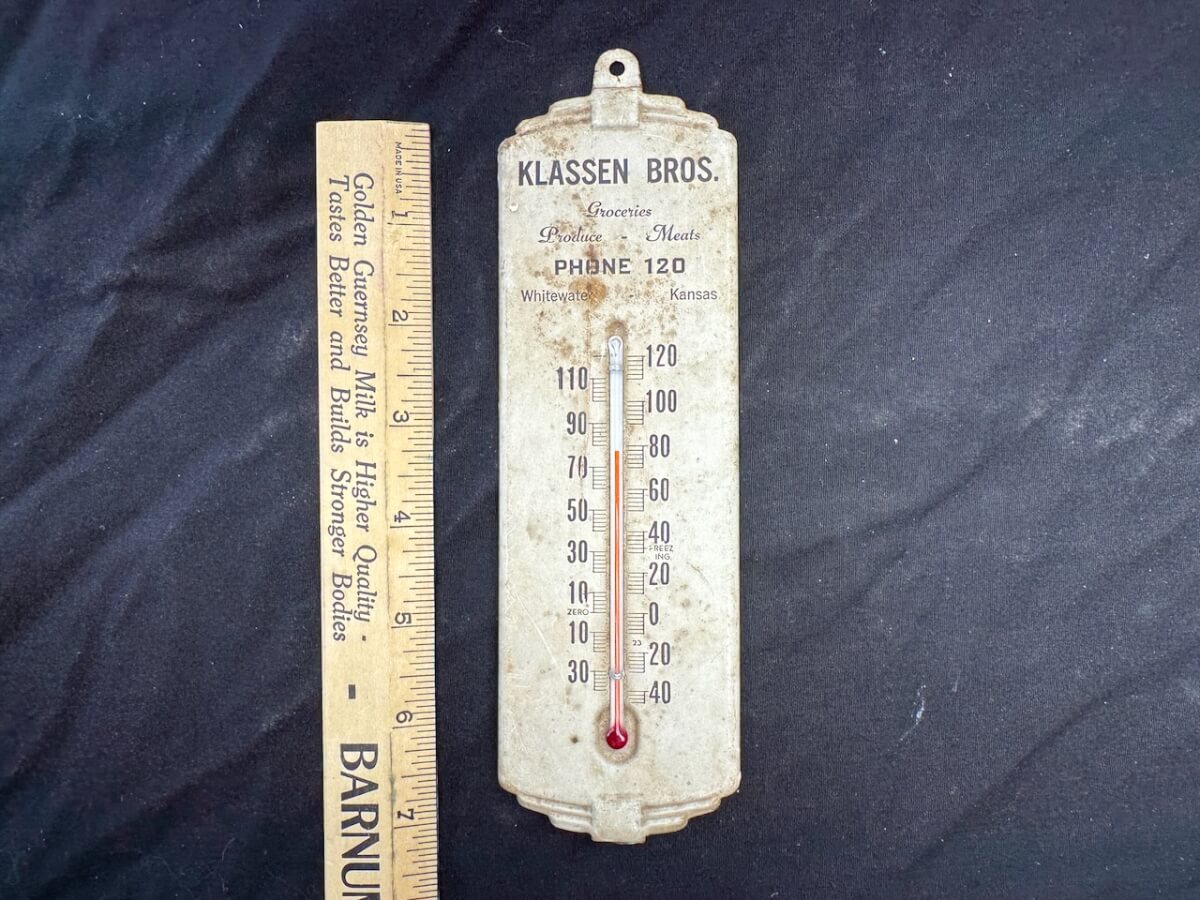 MADE IN USA
Golden Guernsey Milk is Higher Quality -
Tastes Better and Builds Stronger Bodies
-
BARNU
1
2
3
4
5
6
7
KLASSEN BROS.
Groceries
Produce - Meats
PHONE 120
Whitewater - Kansas
120
110
100
90
80
70
60
50
40
FREEZ
ING.
30
20
10
ZERO
0
10
23
20
30
40